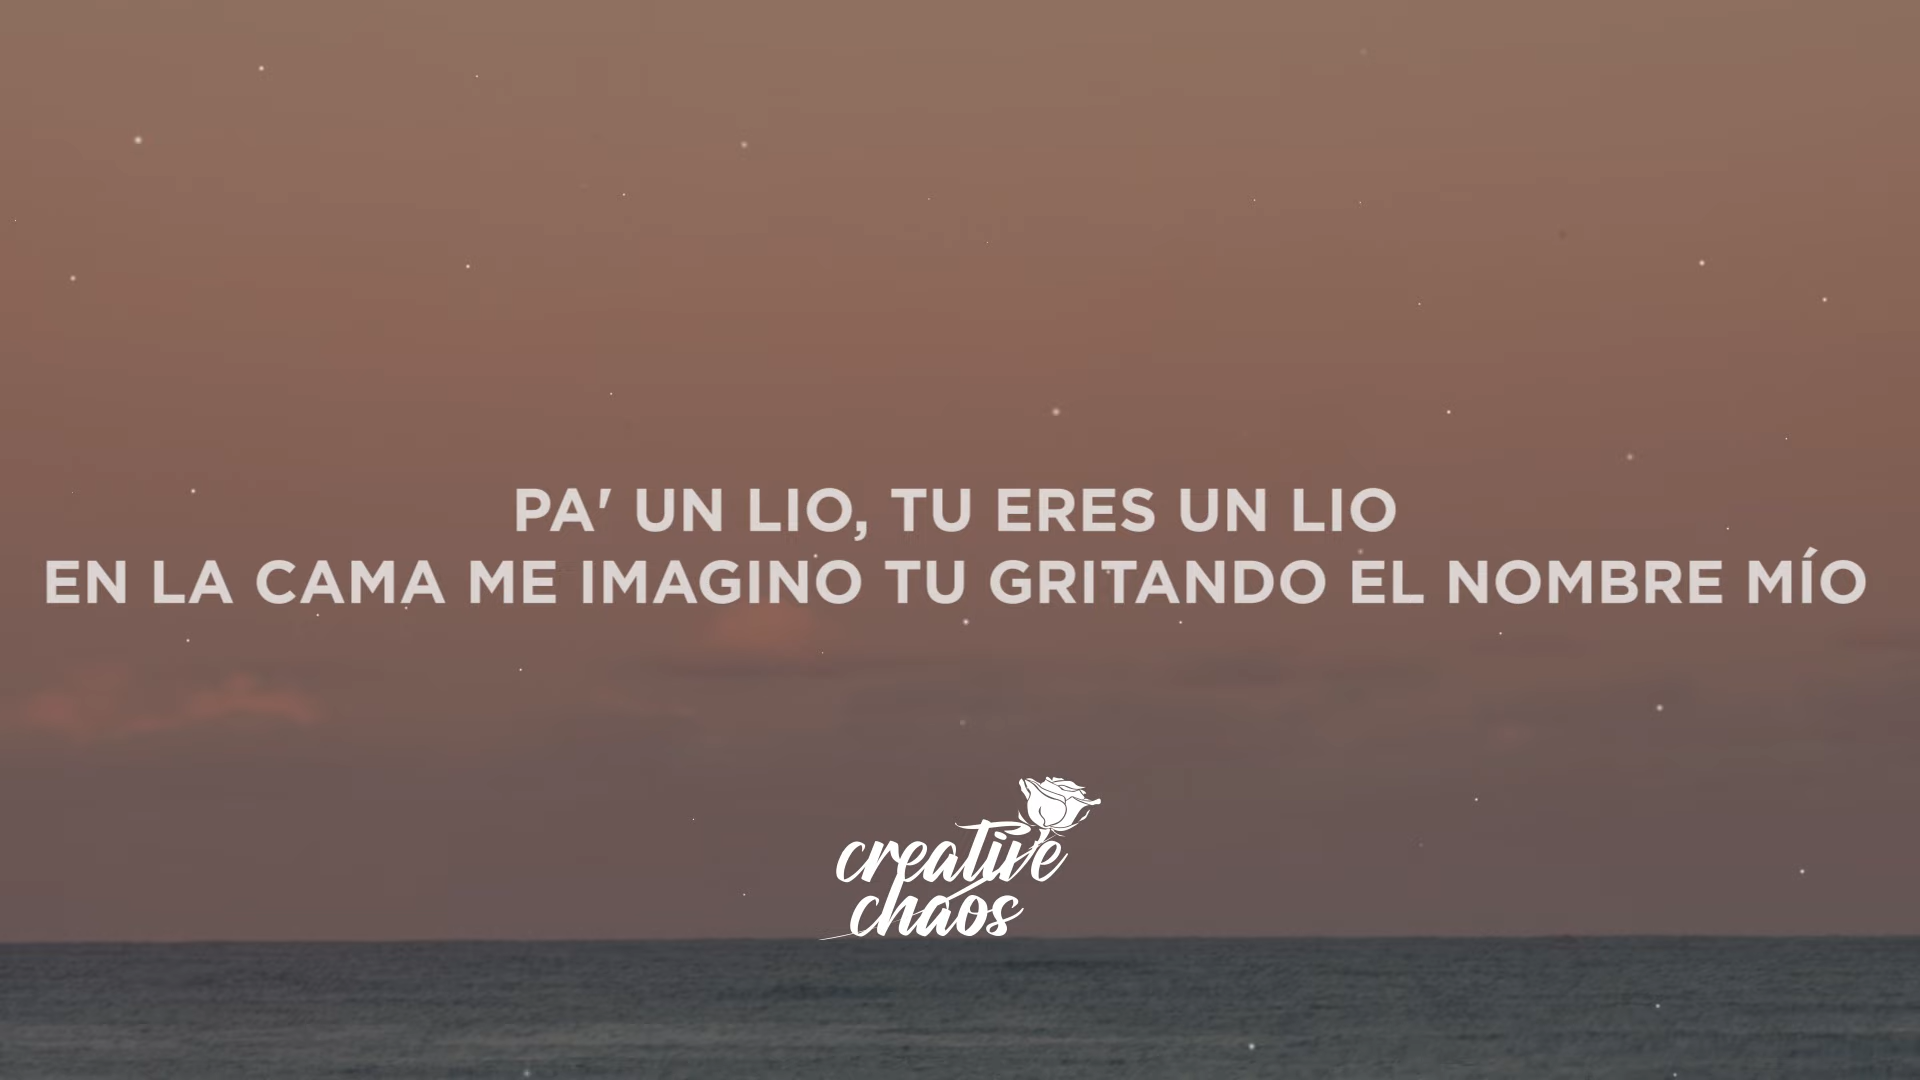 PA' UN LIO, TU ERES UN LIO
EN LA CAMA ME IMAGINO TU GRITANDO EL NOMBRE MÍO
creative
chaos